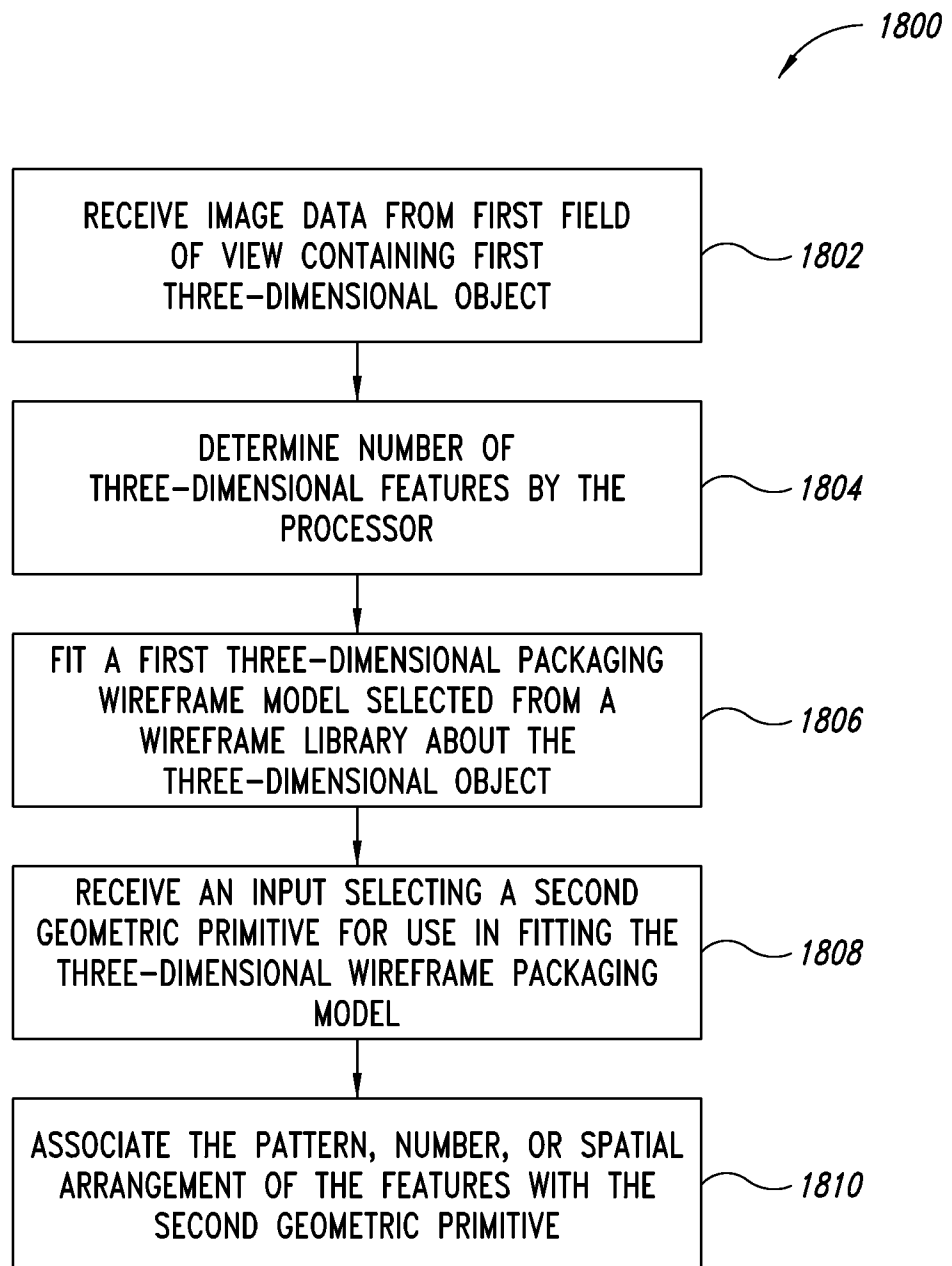 1800
RECEIVE IMAGE DATA FROM FIRST FIELD
OF VIEW CONTAINING FIRST
THREE-DIMENSIONAL OBJECT
1802
DETERMINE NUMBER OF
THREE-DIMENSIONAL FEATURES BY THE
PROCESSOR
1804
FIT A FIRST THREE-DIMENSIONAL PACKAGING
WIREFRAME MODEL SELECTED FROM A
WIREFRAME LIBRARY ABOUT THE
THREE-DIMENSIONAL OBJECT
1806
RECEIVE AN INPUT SELECTING A SECOND
GEOMETRIC PRIMITIVE FOR USE IN FITTING THE
THREE-DIMENSIONAL WIREFRAME PACKAGING
MODEL
1808
ASSOCIATE THE PATTERN, NUMBER, OR SPATIAL
ARRANGEMENT OF THE FEATURES WITH THE
SECOND GEOMETRIC PRIMITIVE
1810